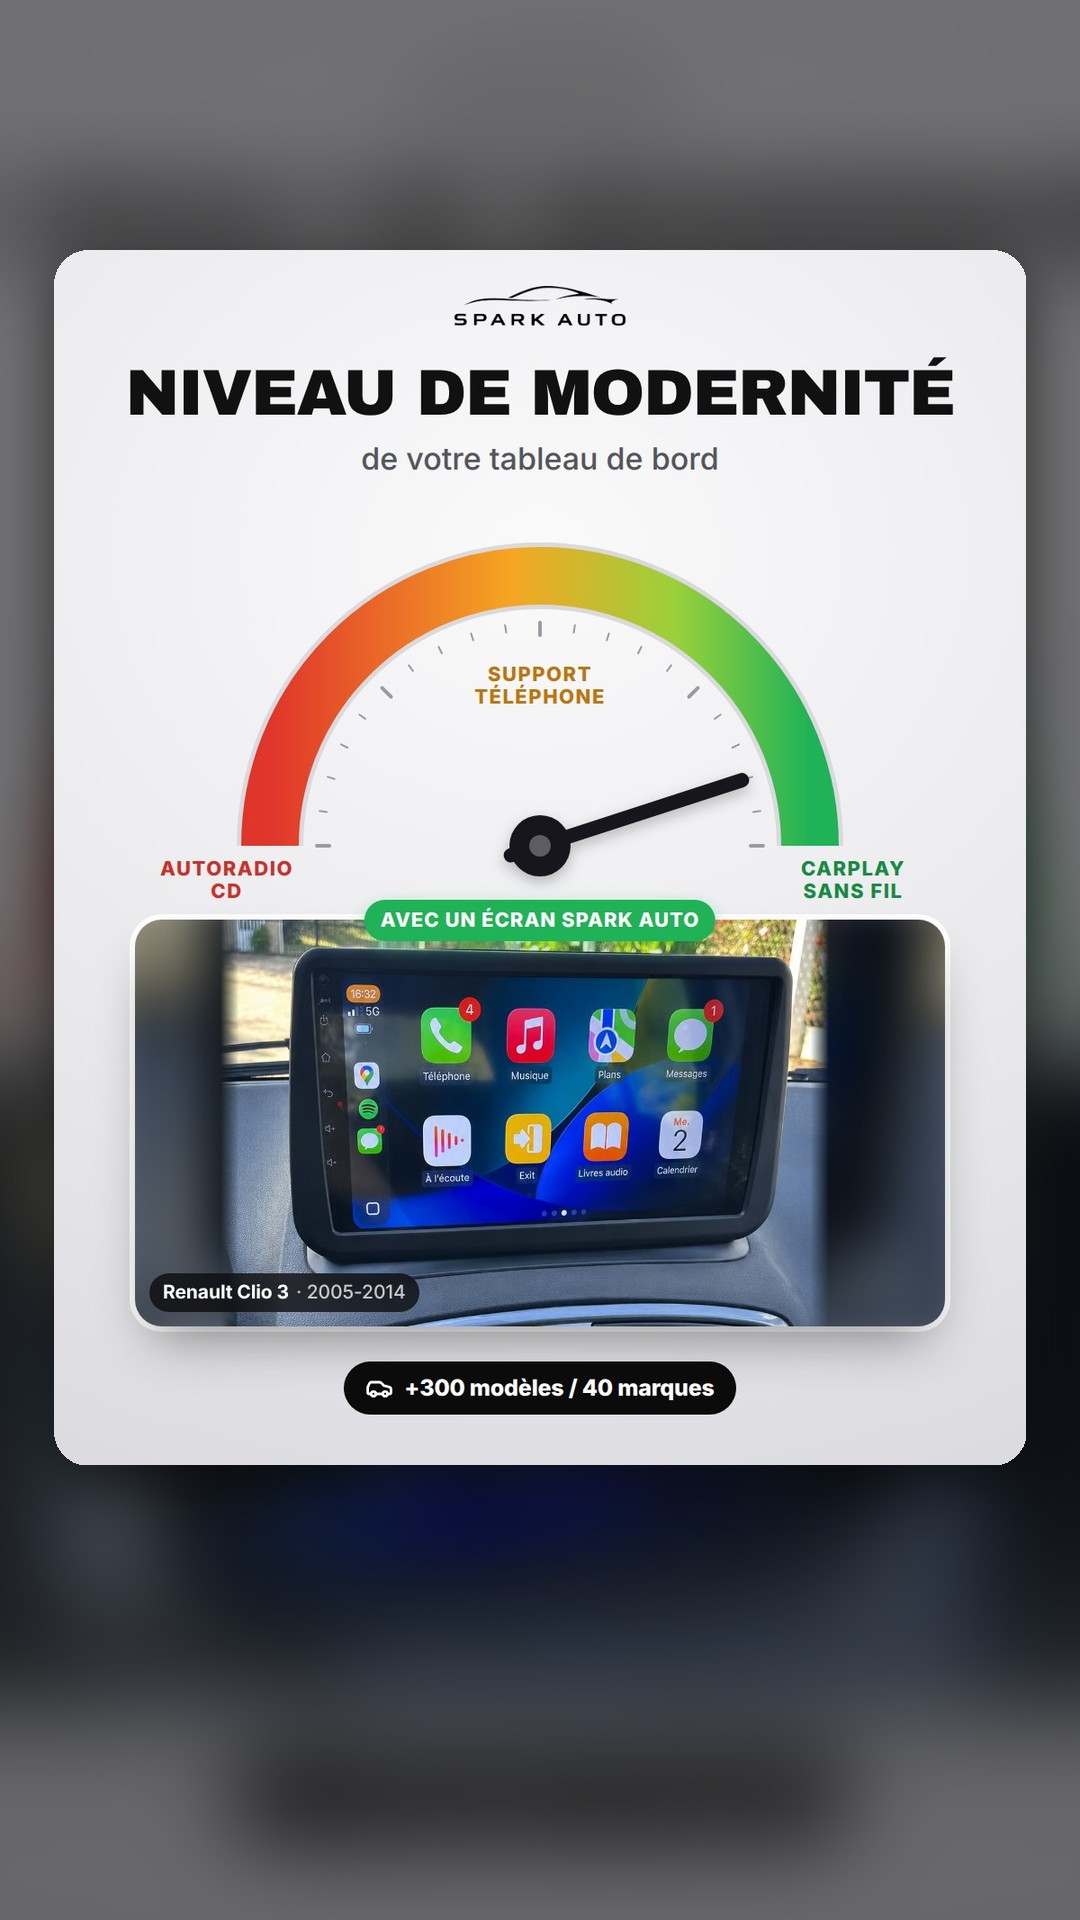 SPARK AUTO
NIVEAU DE MODERNITÉ
de votre tableau de bord
SUPPORT
TÉLÉPHONE
AUTORADIO
CD
CARPLAY
SANS FIL
AVEC UN ÉCRAN SPARK AUTO
16:32
5G
4
1
Téléphone
Musique
Plans
Messages
Me.
2
À l'écoute
Exit
Livres audio
Calendrier
Renault Clio 3 · 2005-2014
+300 modèles / 40 marques